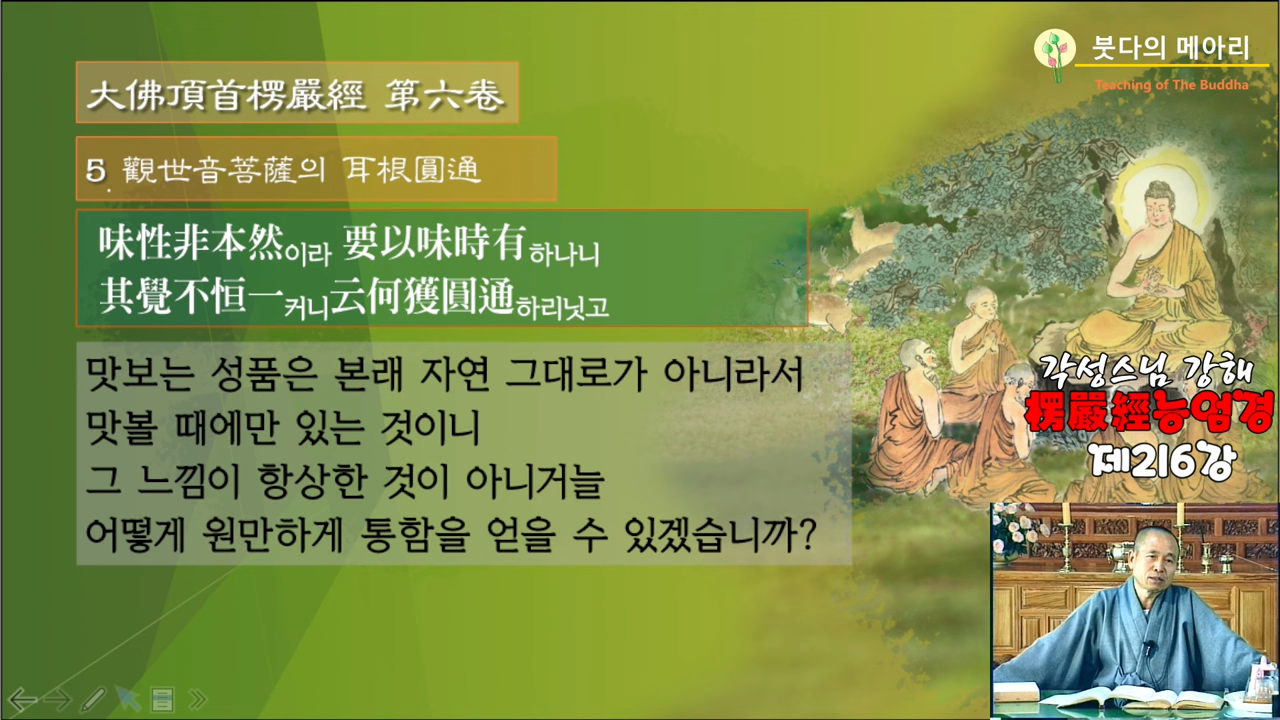 大佛頂首楞嚴經 第六卷
5. 觀世音菩薩의 耳根圓通
味性非本然이라 要以味時有하나니
其覺不恒一커니云何獲圓通하리닛고
맛보는 성품은 본래 자연 그대로가 아니라서
맛볼 때에만 있는 것이니
그 느낌이 항상한 것이 아니거늘
어떻게 원만하게 통함을 얻을 수 있겠습니까?
붓다의 메아리
Teaching of The Buddha
각성스님 강해
楞嚴經능엄경
제216강